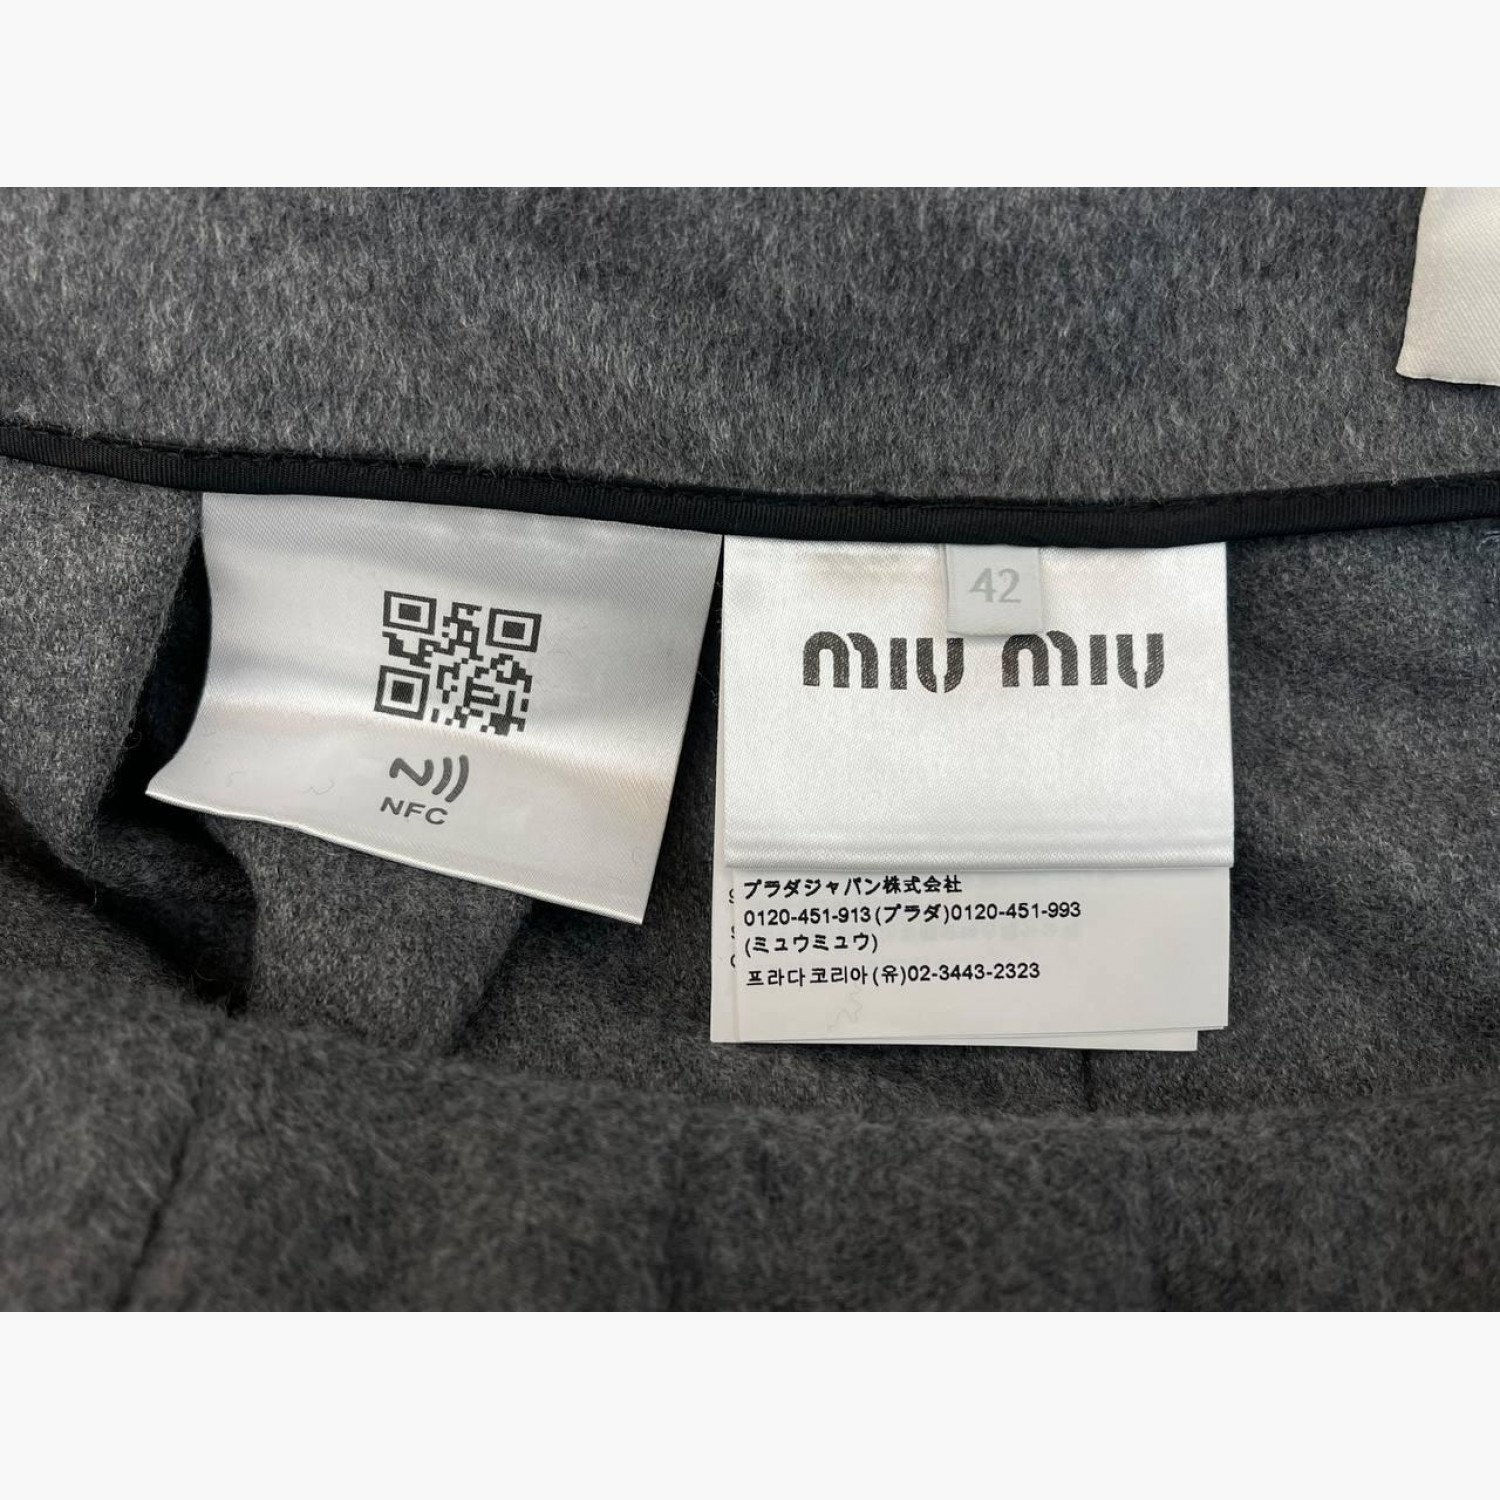 NFC
42
miu miu
プラダジャパン株式会社
0120-451-913(プラダ)0120-451-993
(ミュウミュウ)
프라다코리아(유)02-3443-2323